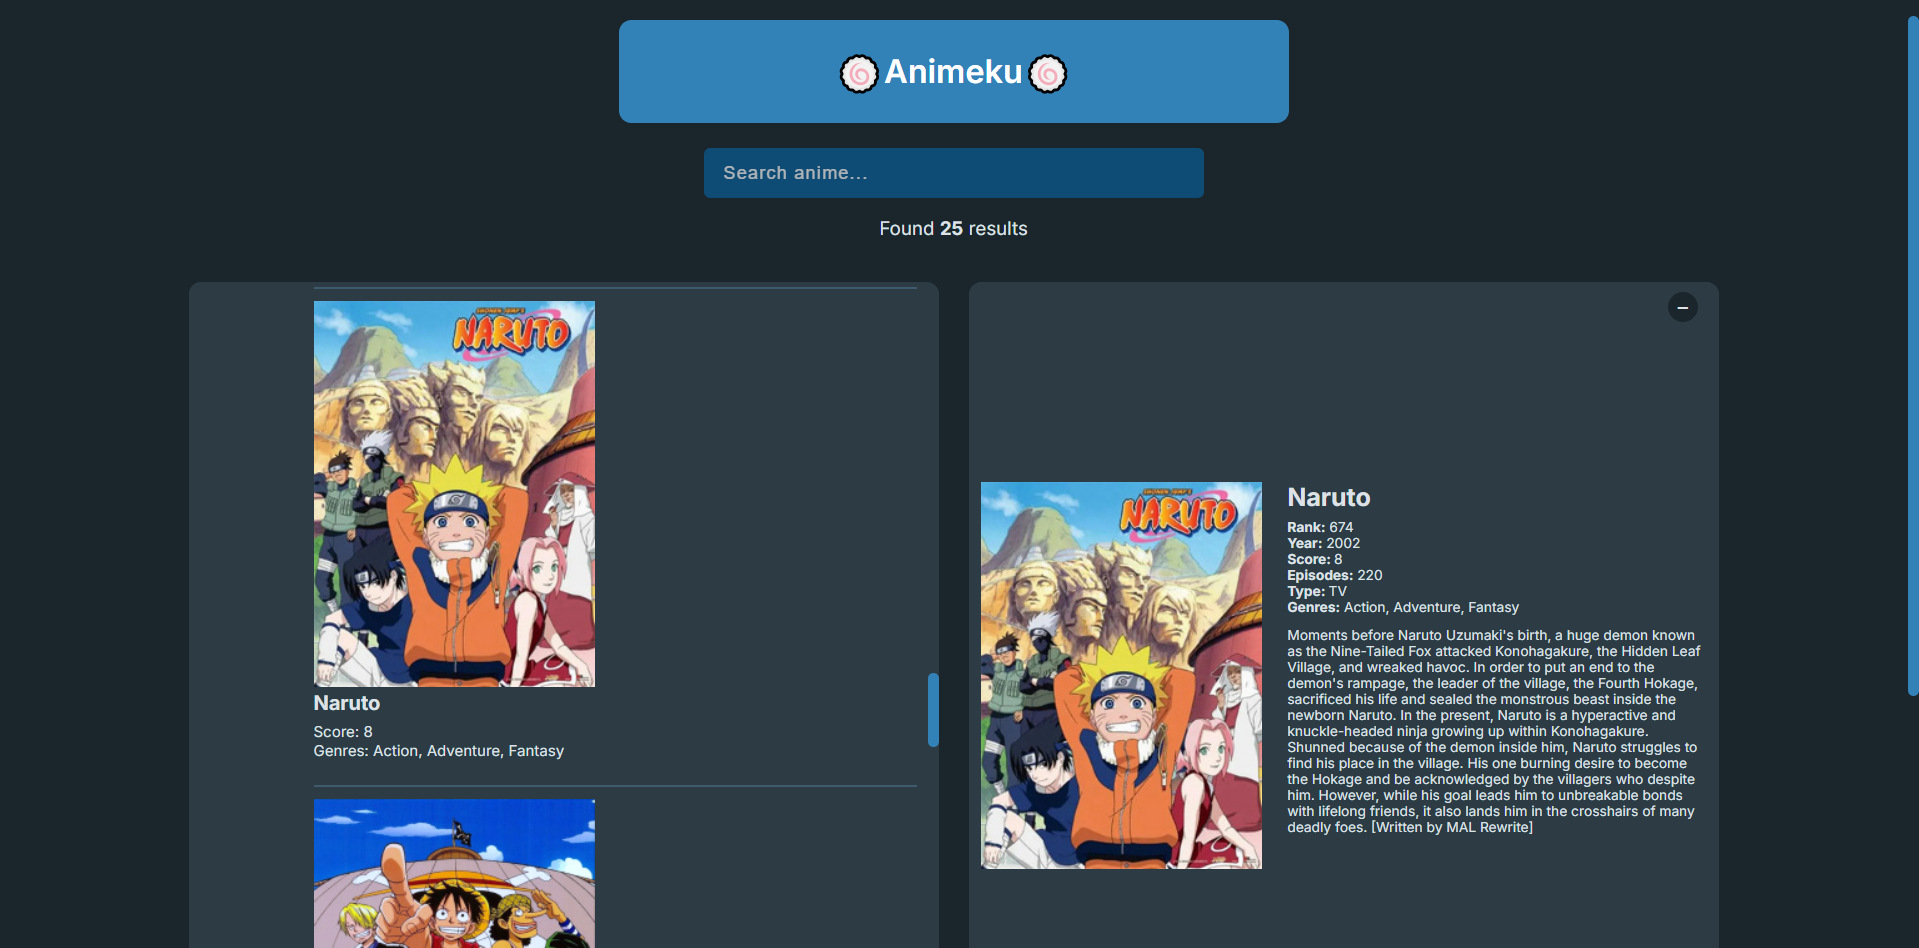 Animeku
Search anime...
Found 25 results
SHONEN JUMP'S
NARUTO
Naruto
Score: 8
Genres: Action, Adventure, Fantasy
–
SHONEN JUMP'S
NARUTO
Naruto
Rank: 674
Year: 2002
Score: 8
Episodes: 220
Type: TV
Genres: Action, Adventure, Fantasy
Moments before Naruto Uzumaki's birth, a huge demon known
as the Nine-Tailed Fox attacked Konohagakure, the Hidden Leaf
Village, and wreaked havoc. In order to put an end to the
demon's rampage, the leader of the village, the Fourth Hokage,
sacrificed his life and sealed the monstrous beast inside the
newborn Naruto. In the present, Naruto is a hyperactive and
knuckle-headed ninja growing up within Konohagakure.
Shunned because of the demon inside him, Naruto struggles to
find his place in the village. His one burning desire to become
the Hokage and be acknowledged by the villagers who despite
him. However, while his goal leads him to unbreakable bonds
with lifelong friends, it also lands him in the crosshairs of many
deadly foes. [Written by MAL Rewrite]